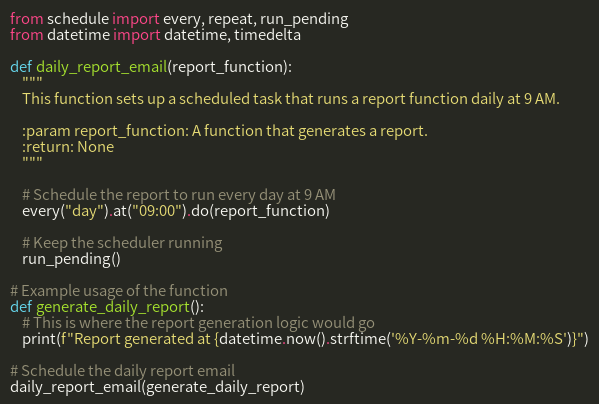 from schedule import every, repeat, run_pending
from datetime import datetime, timedelta

def daily_report_email(report_function):
    """
    This function sets up a scheduled task that runs a report function daily at 9 AM.

    :param report_function: A function that generates a report.
    :return: None
    """

    # Schedule the report to run every day at 9 AM
    every("day").at("09:00").do(report_function)

    # Keep the scheduler running
    run_pending()

# Example usage of the function
def generate_daily_report():
    # This is where the report generation logic would go
    print(f"Report generated at {datetime.now().strftime('%Y-%m-%d %H:%M:%S')}")

# Schedule the daily report email
daily_report_email(generate_daily_report)